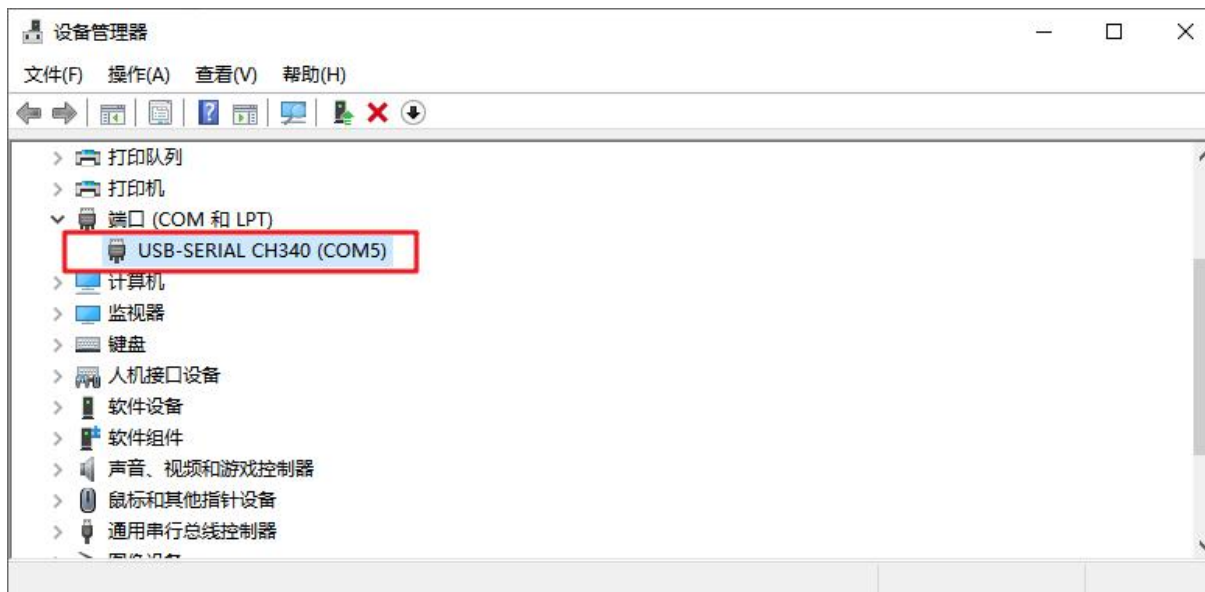 设备管理器
文件(F) 操作(A) 查看(V) 帮助(H)
打印队列
打印机
端口 (COM 和 LPT)
USB-SERIAL CH340 (COM5)
计算机
监视器
键盘
人机接口设备
软件设备
软件组件
声音、视频和游戏控制器
鼠标和其他指针设备
通用串行总线控制器